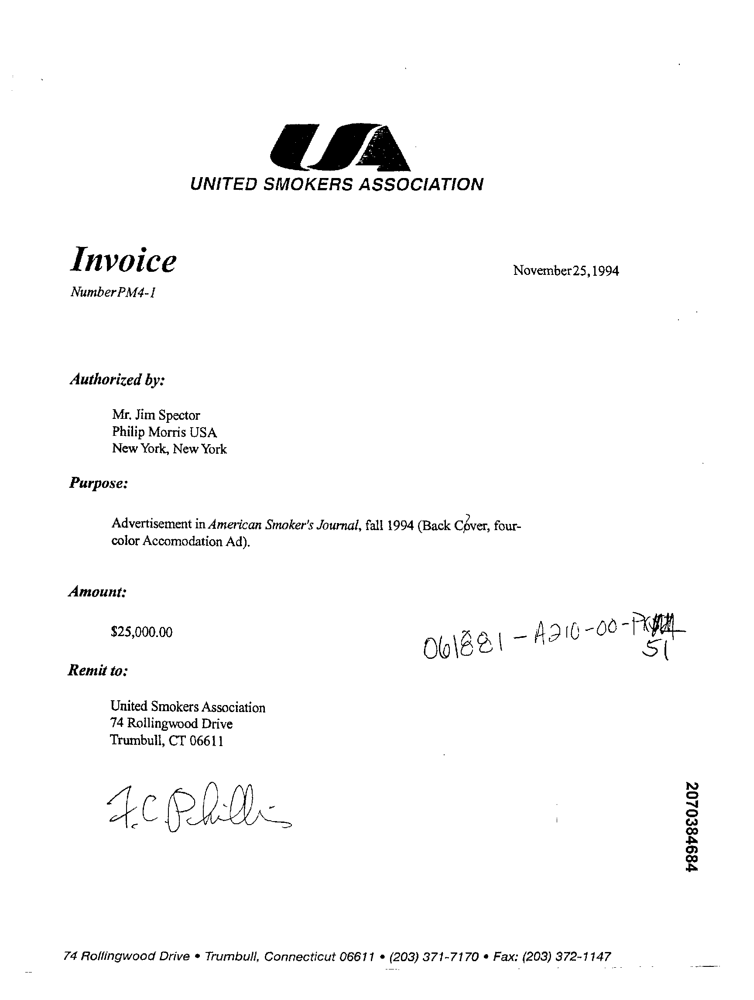 UA
UNITED SMOKERS ASSOCIATION
Invoice
November 25, 1994
Number PM4-1
Authorized by:
Mr. Jim Spector
Philip Morris USA
New York, New York
Purpose:
Advertisement in American Smoker's Journal, fall 1994 (Back Cover, four-
color Accomodation Ad).
Amount:
$25,000.00
061881-A210-00-
51
Remit to:
United Smokers Association
74 Rollingwood Drive
Trumbull, CT 06611
F.C. Phillis
2070384684
74 Rollingwood Drive • Trumbull, Connecticut 06611 • (203) 371-7170 • Fax: (203) 372-1147